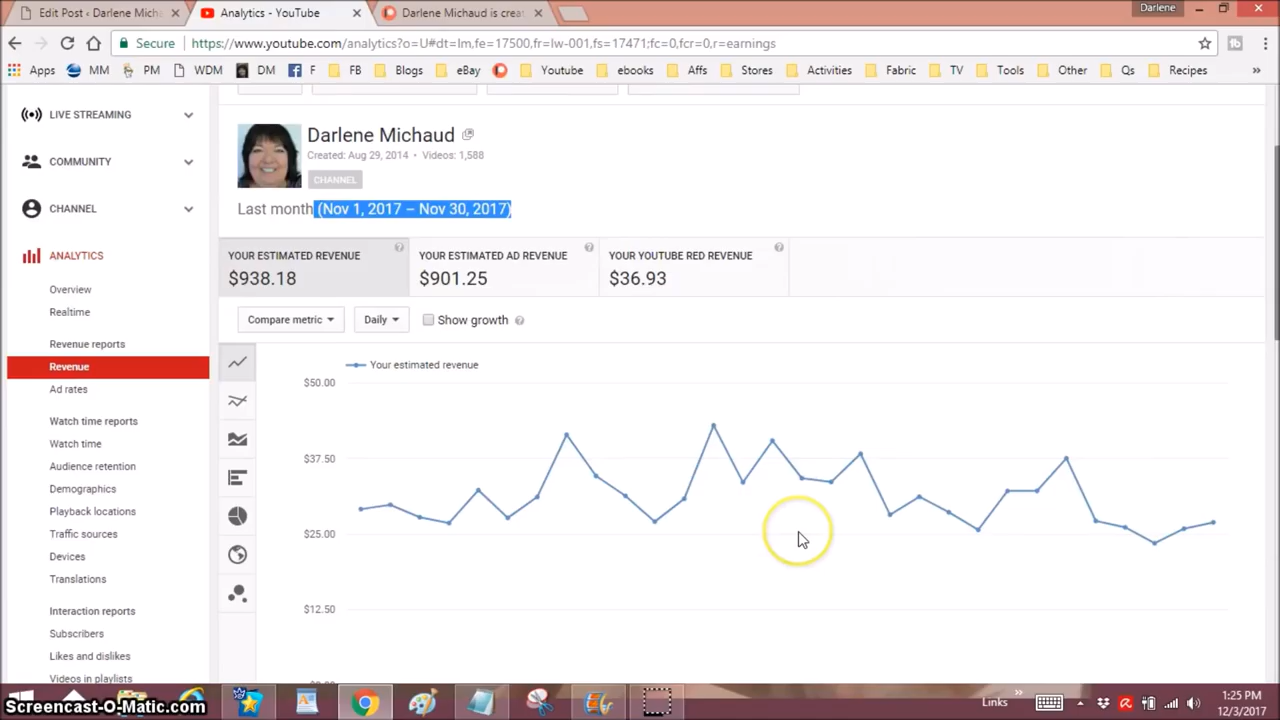 Darlene
Edit Post ‹ Darlene Micha
Analytics - YouTube
Darlene Michaud is creat
Secure
https://www.youtube.com/analytics?o=U#dt=lm,fe=17500,fr=lw-001,fs=17471;fc=0,fcr=0,r=earnings
Apps MM PM WDM DM F FB Blogs eBay Youtube ebooks Affs Stores Activities Fabric TV Tools Other Qs Recipes »
LIVE STREAMING
COMMUNITY
CHANNEL
ANALYTICS
Overview
Realtime
Revenue reports
Revenue
Ad rates
Watch time reports
Watch time
Audience retention
Demographics
Playback locations
Traffic sources
Devices
Translations
Interaction reports
Subscribers
Likes and dislikes
Videos in playlists
Darlene Michaud
Created: Aug 29, 2014 • Videos: 1,588
CHANNEL
Last month (Nov 1, 2017 – Nov 30, 2017)
YOUR ESTIMATED REVENUE
$938.18
YOUR ESTIMATED AD REVENUE
$901.25
YOUR YOUTUBE RED REVENUE
$36.93
Compare metric Daily Show growth
Your estimated revenue
$50.00
$37.50
$25.00
$12.50
Screencast-O-Matic.com
Links
1:25 PM
12/3/2017